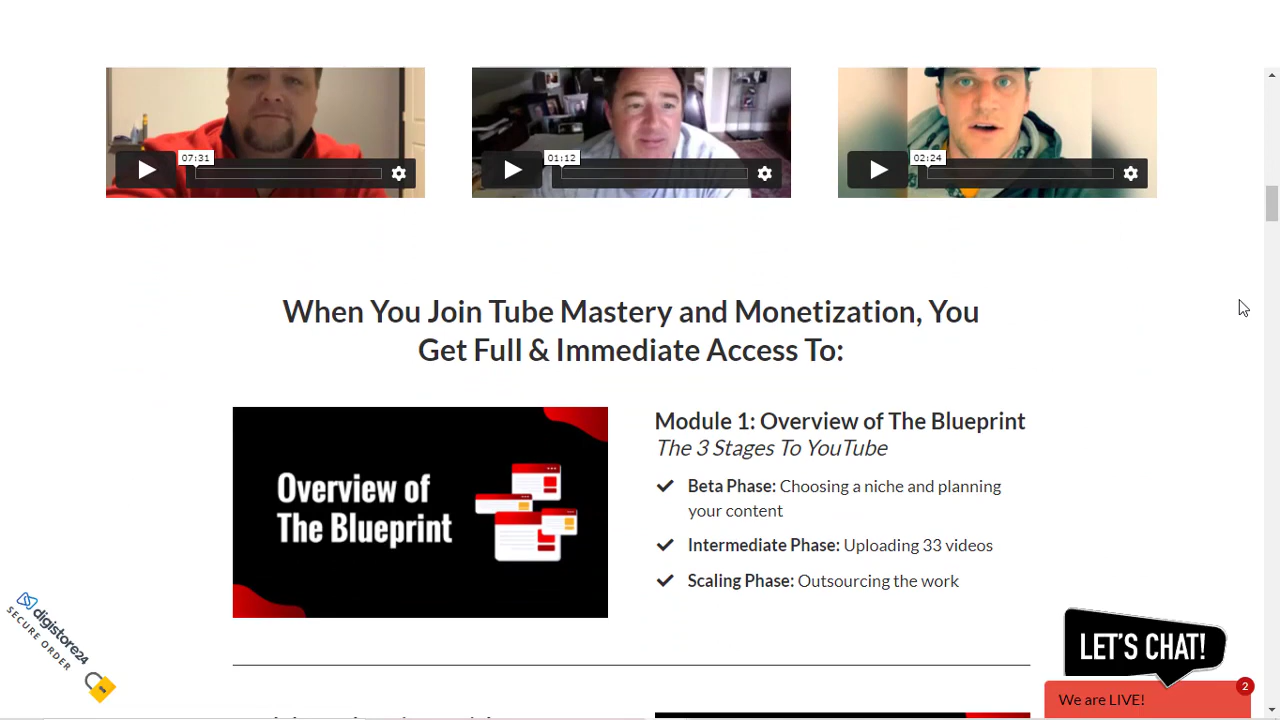 07:31
01:12
02:24
When You Join Tube Mastery and Monetization, You
Get Full & Immediate Access To:
Overview of
The Blueprint
Module 1: Overview of The Blueprint
The 3 Stages To YouTube
Beta Phase: Choosing a niche and planning
your content
Intermediate Phase: Uploading 33 videos
Scaling Phase: Outsourcing the work
digistore24
SECURE ORDER
LET'S CHAT!
We are LIVE!
2